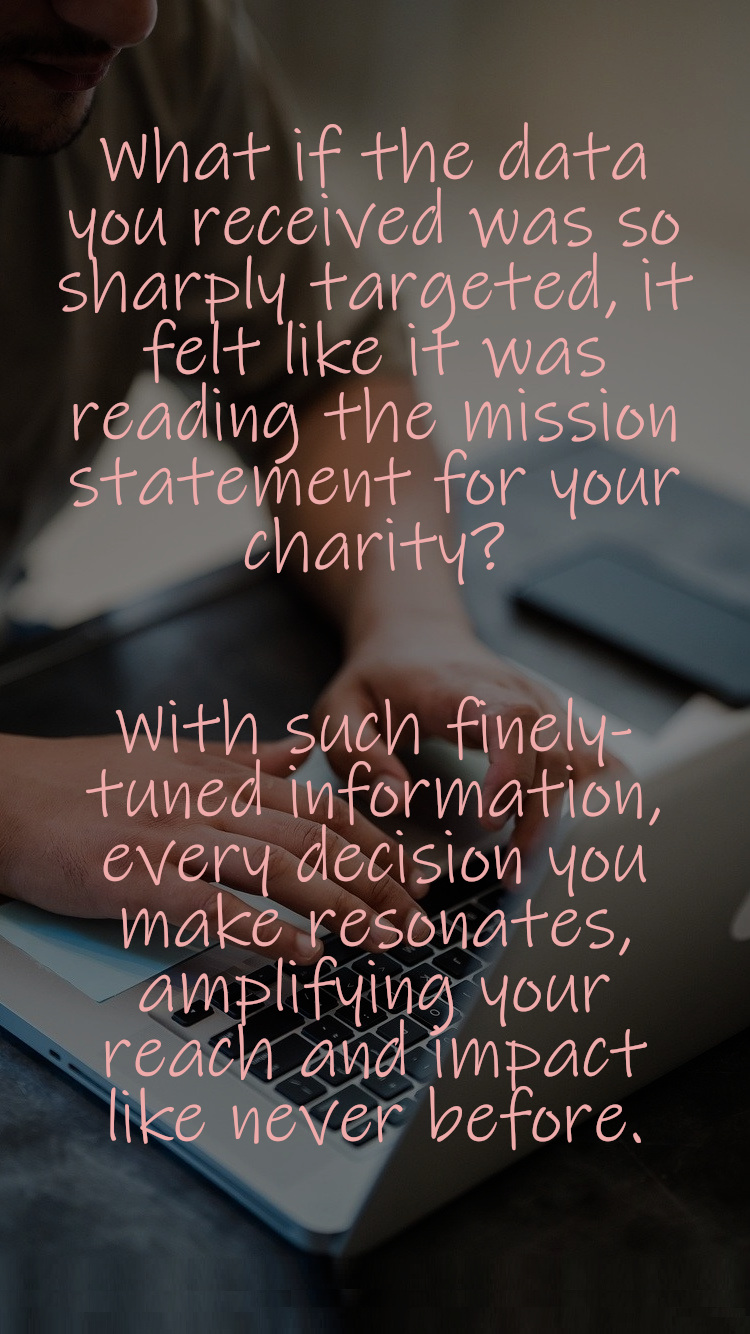 What if the data
you received was so
sharply targeted, it
felt like it was
reading the mission
statement for your
charity?
With such finely-
tuned information,
every decision you
make resonates,
amplifying your
reach and impact
like never before.